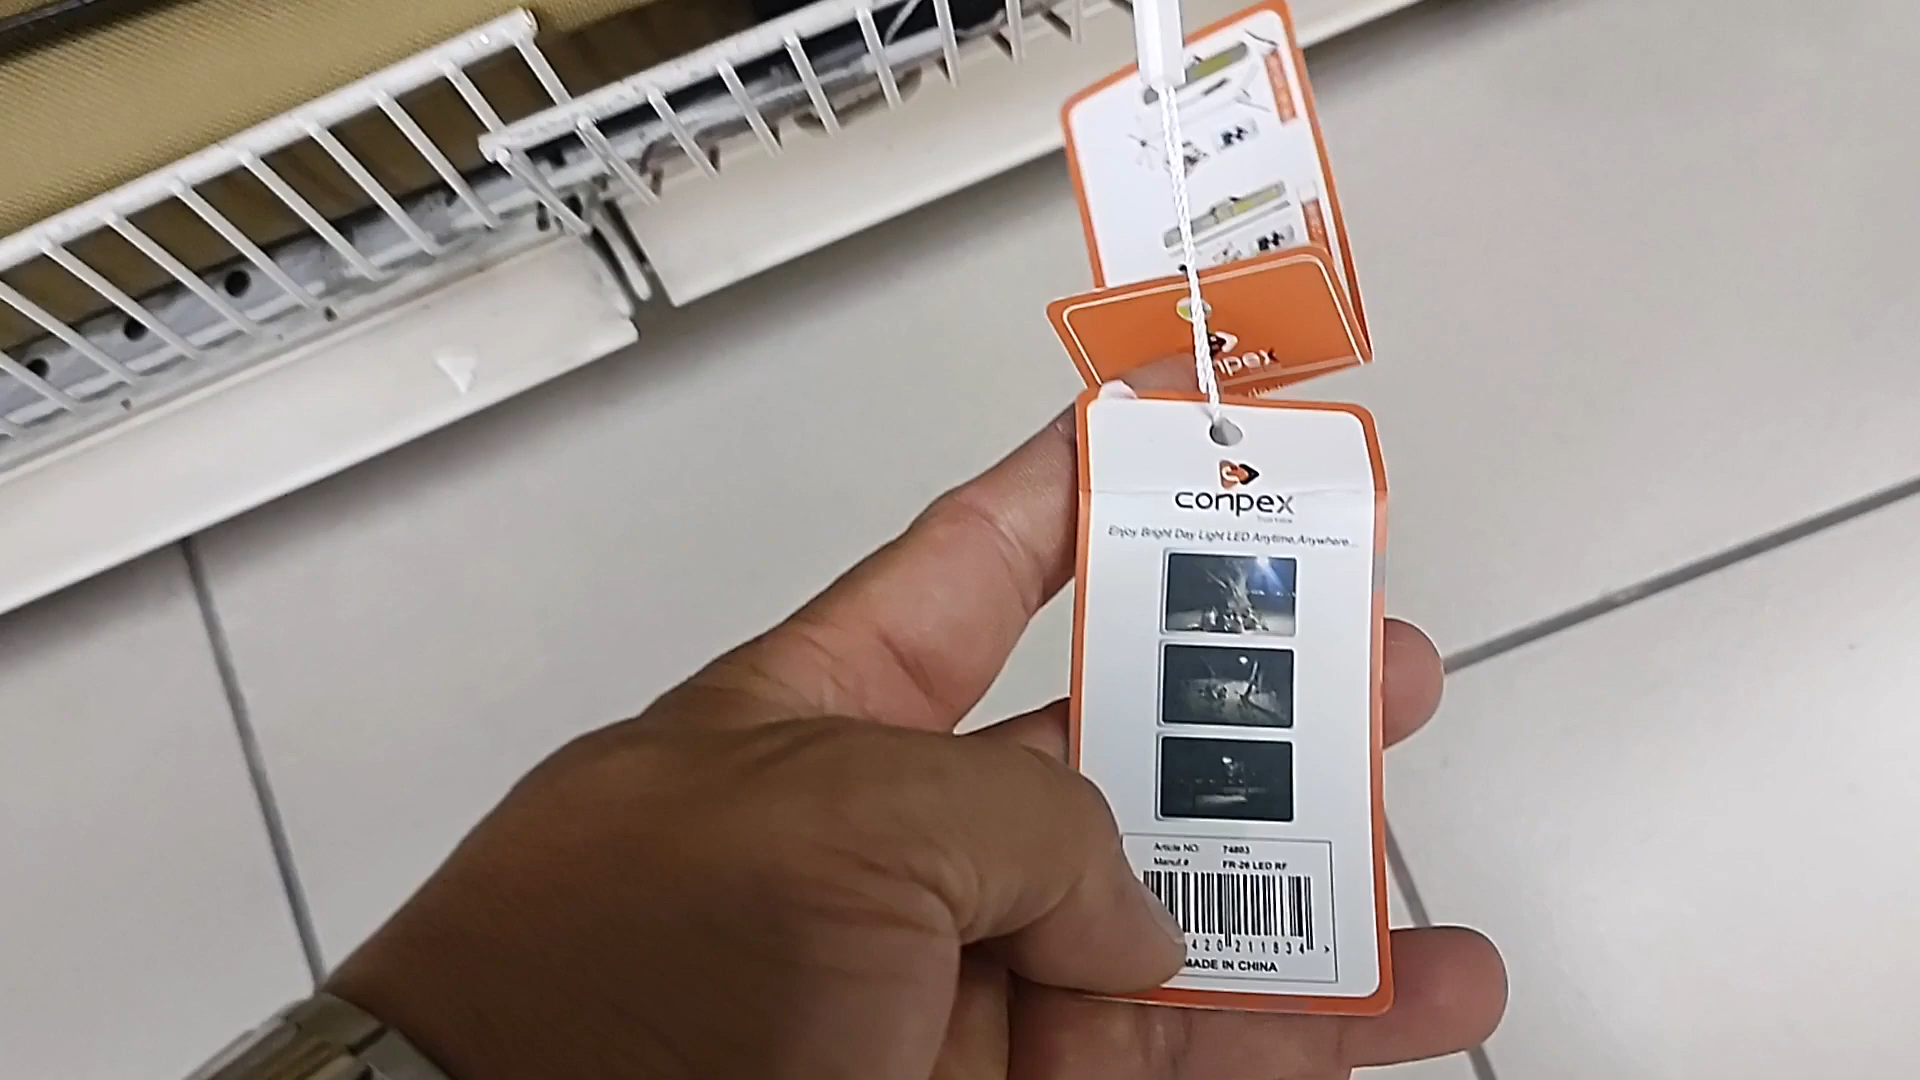 conpex
conpex
Enjoy Bright Day Light LED Anytime,Anywhere...
Article NO 74803
Manuf.# FR-26 LED RF
420211834 >
MADE IN CHINA